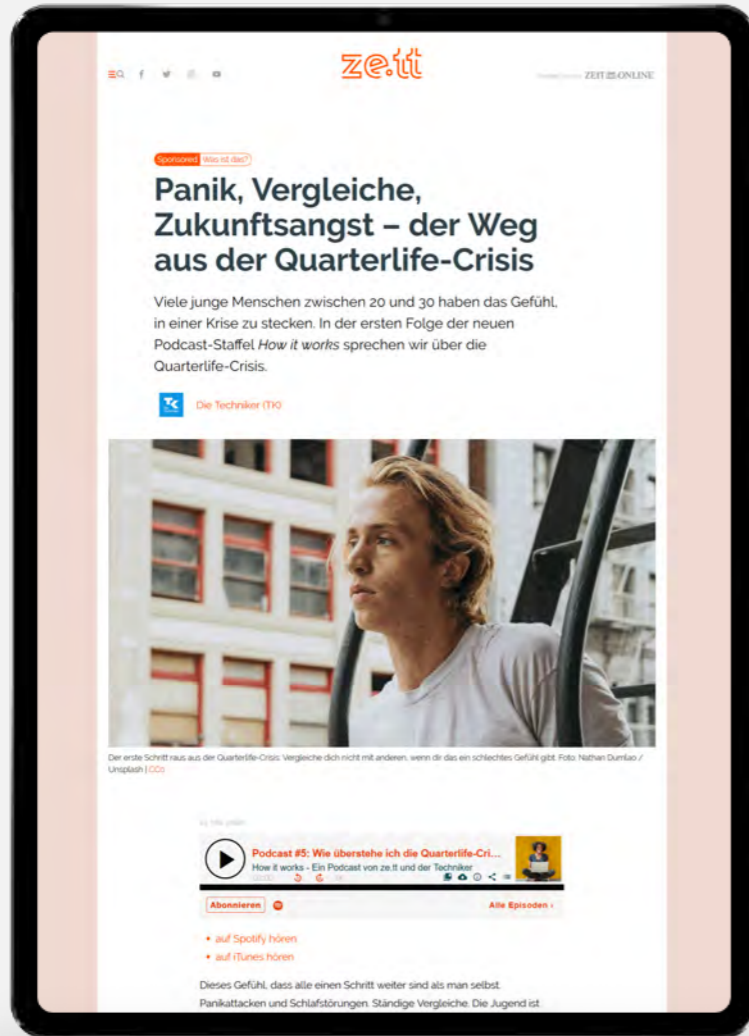 ze.tt
ZEIT ONLINE
Sponsored Was ist das?
Panik, Vergleiche,
Zukunftsangst – der Weg
aus der Quarterlife-Crisis
Viele junge Menschen zwischen 20 und 30 haben das Gefühl,
in einer Krise zu stecken. In der ersten Folge der neuen
Podcast-Staffel How it works sprechen wir über die
Quarterlife-Crisis.
TK
Die Techniker (TK)
Der erste Schritt raus aus der Quarterlife-Crisis: Vergleiche dich nicht mit anderen, wenn dir das ein schlechtes Gefühl gibt. Foto: Nathan Dumlao /
Unsplash | CC0
Podcast #5: Wie überstehe ich die Quarterlife-Cri...
How it works - Ein Podcast von ze.tt und der Techniker
00:00
Abonnieren
Alle Episoden ›
• auf Spotify hören
• auf iTunes hören
Dieses Gefühl, dass alle einen Schritt weiter sind als man selbst.
Panikattacken und Schlafstörungen. Ständige Vergleiche. Die Jugend ist